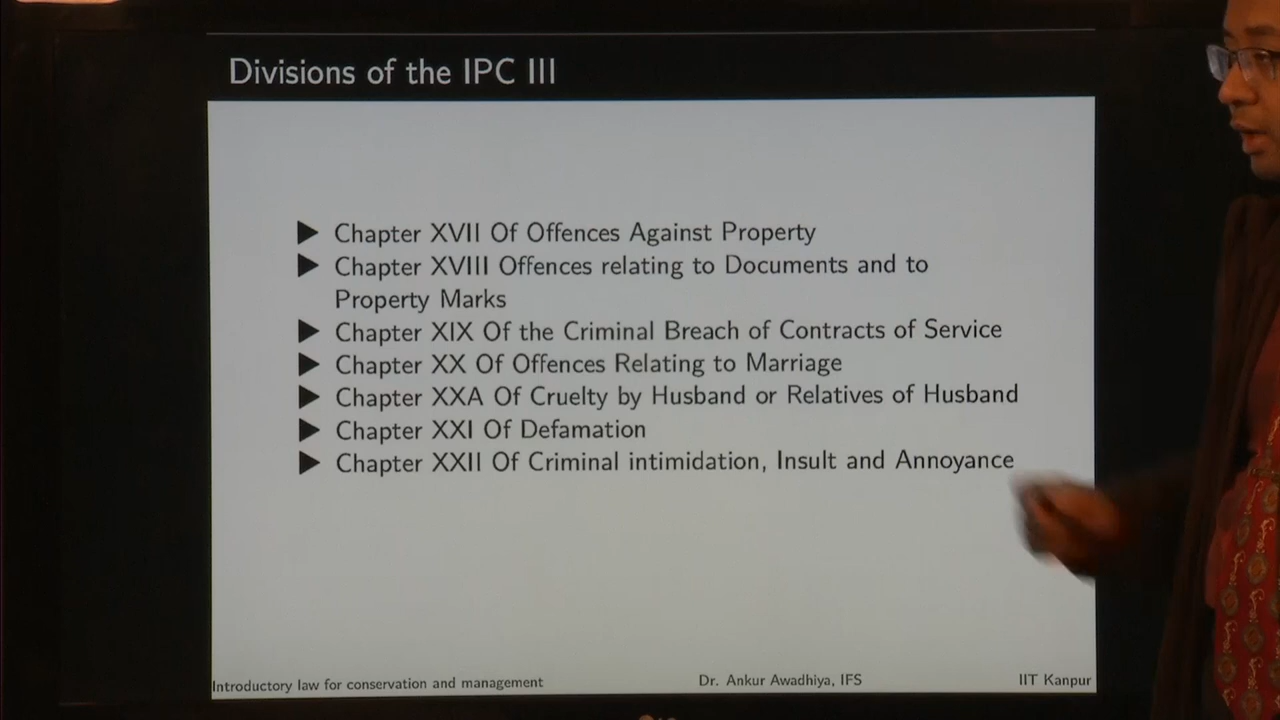 Divisions of the IPC III
▶ Chapter XVII Of Offences Against Property
▶ Chapter XVIII Offences relating to Documents and to
Property Marks
▶ Chapter XIX Of the Criminal Breach of Contracts of Service
▶ Chapter XX Of Offences Relating to Marriage
▶ Chapter XXA Of Cruelty by Husband or Relatives of Husband
▶ Chapter XXI Of Defamation
▶ Chapter XXII Of Criminal intimidation, Insult and Annoyance
Introductory law for conservation and management Dr. Ankur Awadhiya, IFS IIT Kanpur